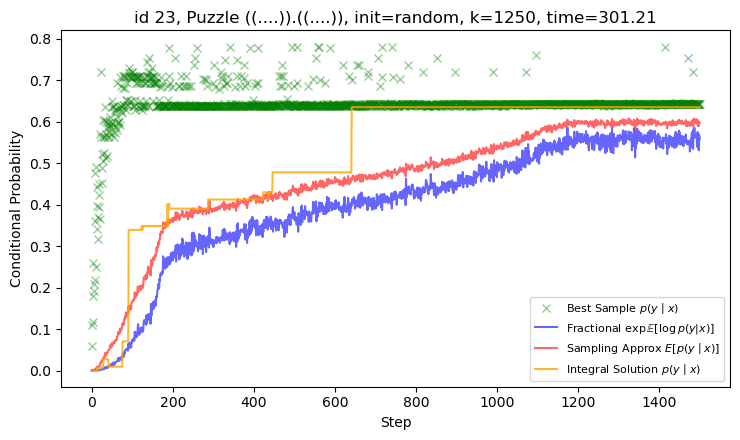 id 23, Puzzle ((....)).((....)), init=random, k=1250, time=301.21
Conditional Probability
0.8
0.7
0.6
0.5
0.4
0.3
0.2
0.1
0.0
Best Sample p(y | x)
Fractional exp𝔼[log p(y|x)]
Sampling Approx E[p(y | x)]
Integral Solution p(y | x)
0 200 400 600 800 1000 1200 1400
Step